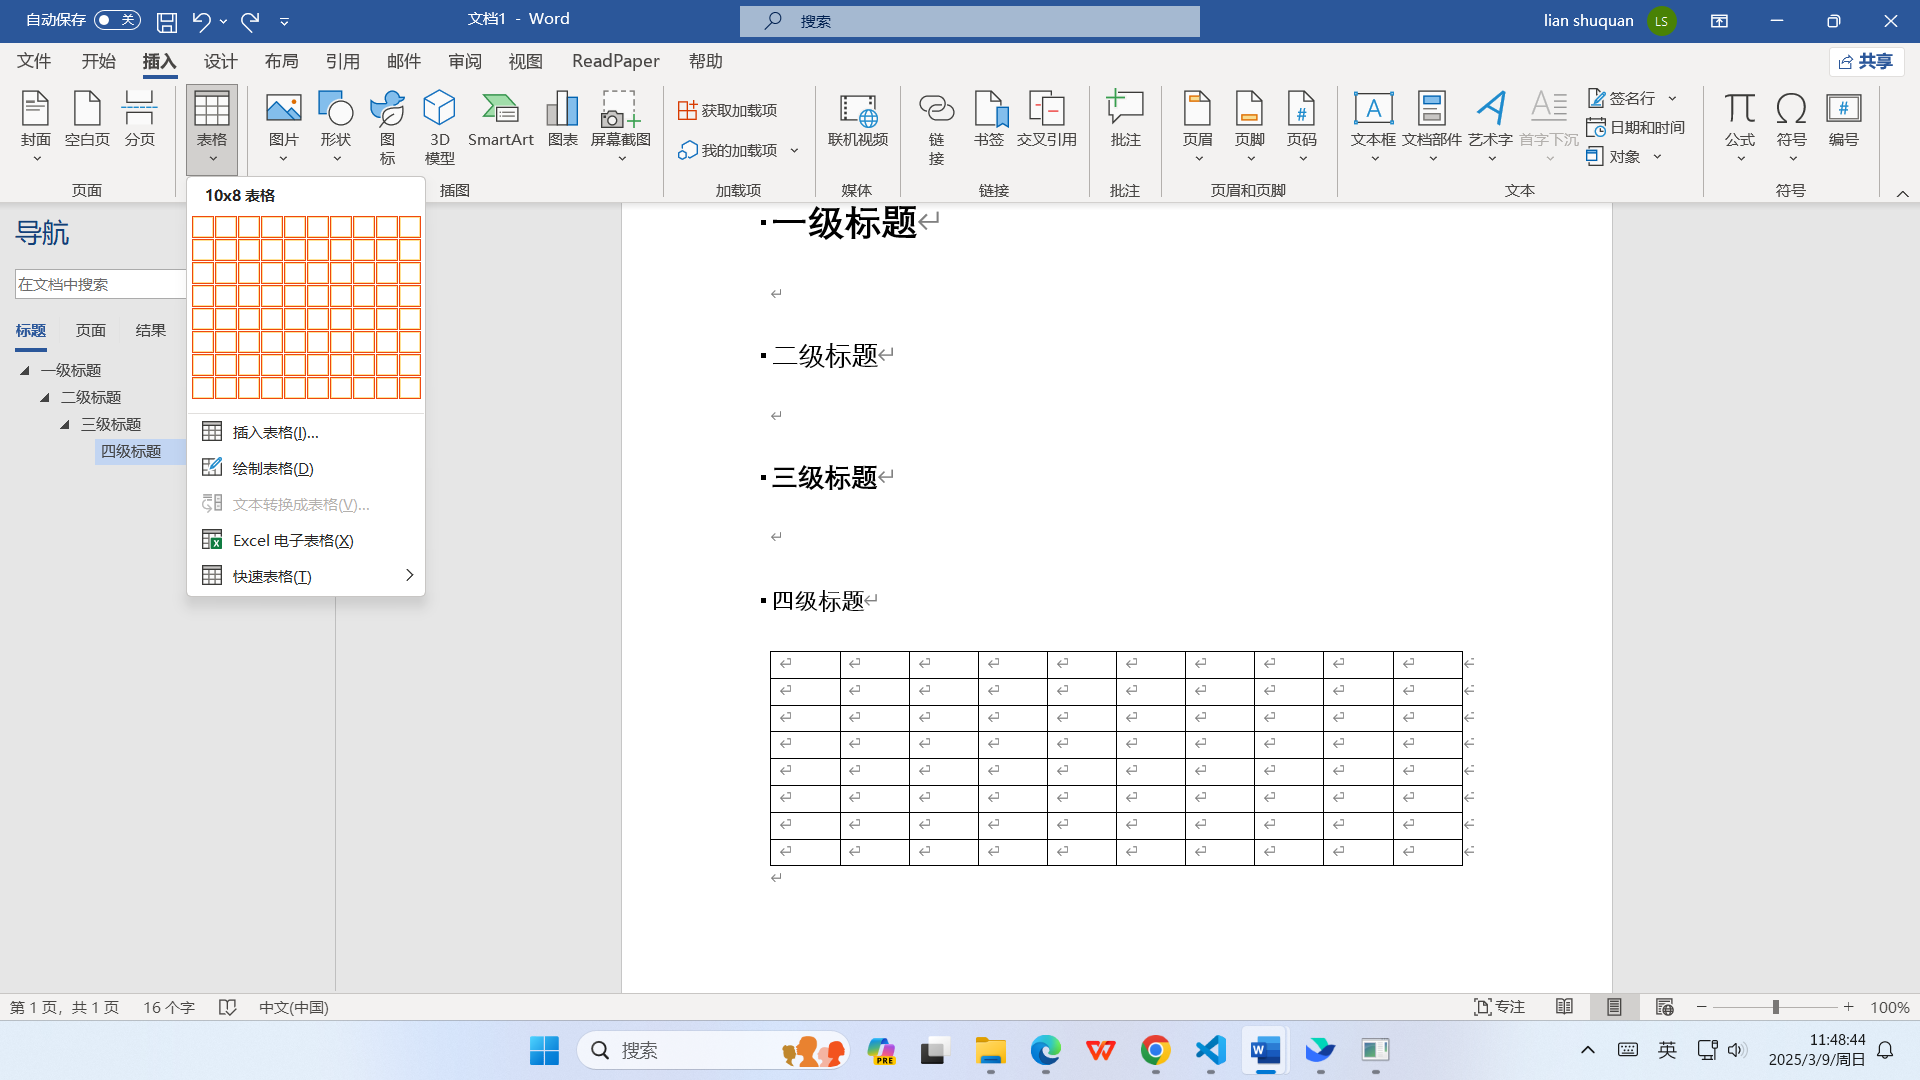 自动保存 关 文档1 - Word 搜索 lian shuquan LS
文件 开始 插入 设计 布局 引用 邮件 审阅 视图 ReadPaper 帮助 共享
封面 空白页 分页 表格 图片 形状 图标 3D 模型 SmartArt 图表 屏幕截图 获取加载项 我的加载项 联机视频 链接 书签 交叉引用 批注 页眉 页脚 页码 文本框 文档部件 艺术字 首字下沉 签名行 日期和时间 对象 公式 符号 编号
页面 插图 加载项 媒体 链接 批注 页眉和页脚 文本 符号
10x8 表格
插入表格(I)...
绘制表格(D)
文本转换成表格(V)...
Excel 电子表格(X)
快速表格(T)
导航
在文档中搜索
标题 页面 结果
一级标题
二级标题
三级标题
四级标题
一级标题
二级标题
三级标题
四级标题
第 1 页，共 1 页 16 个字 中文(中国) 专注 100%
搜索 PRE 英 11:48:44
2025/3/9/周日